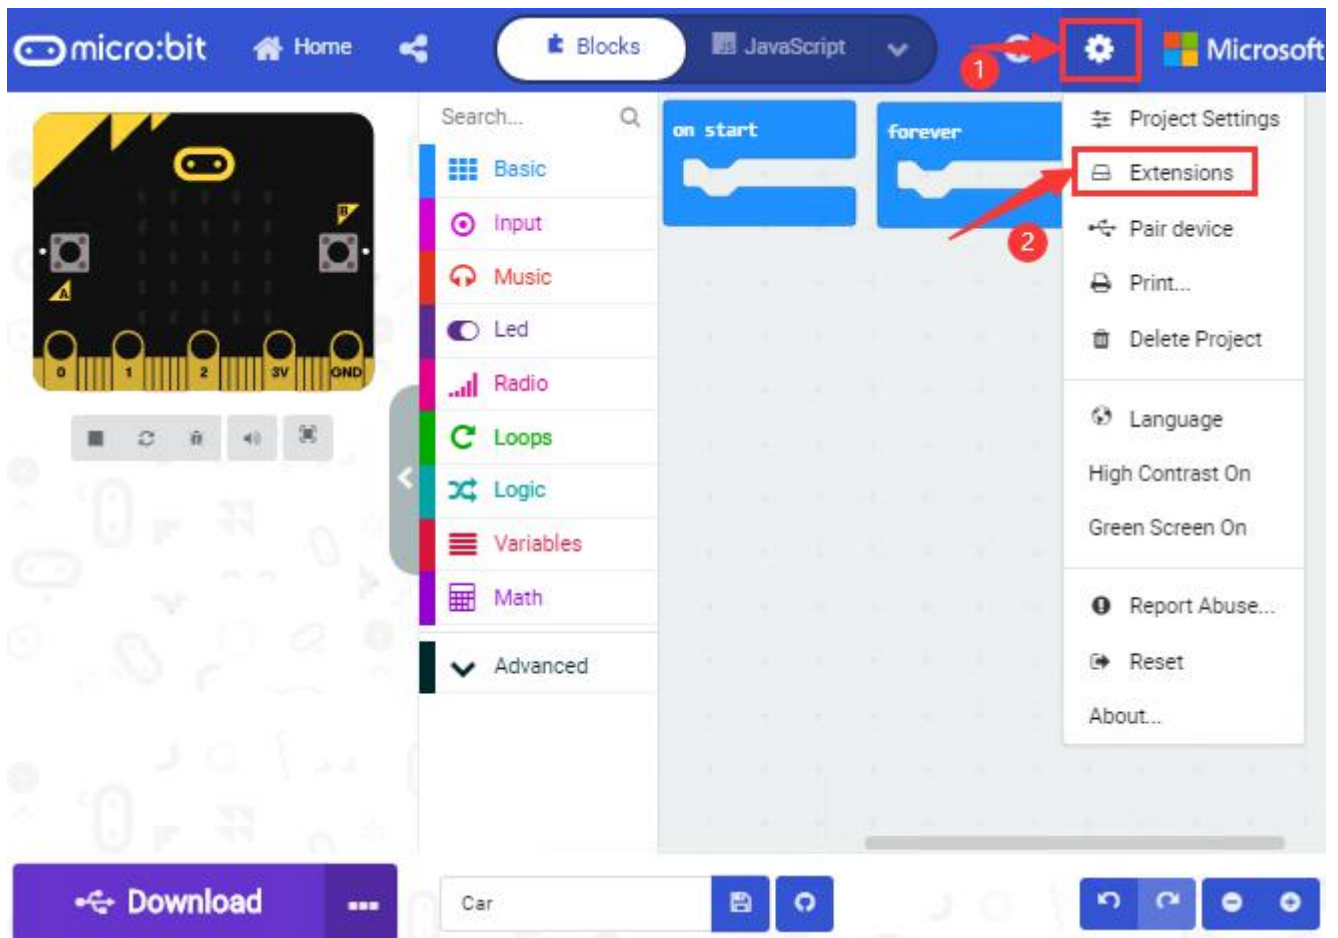 micro:bit Home Blocks JavaScript Microsoft
1
Search...
on start
forever
Project Settings
Basic
Extensions
B
Input
Pair device
2
Music
Print...
A
Led
Delete Project
0 1 2 3V GND
Radio
Language
Loops
High Contrast On
Logic
Green Screen On
Variables
Math
Report Abuse...
Advanced
Reset
About...
Download ...
Car